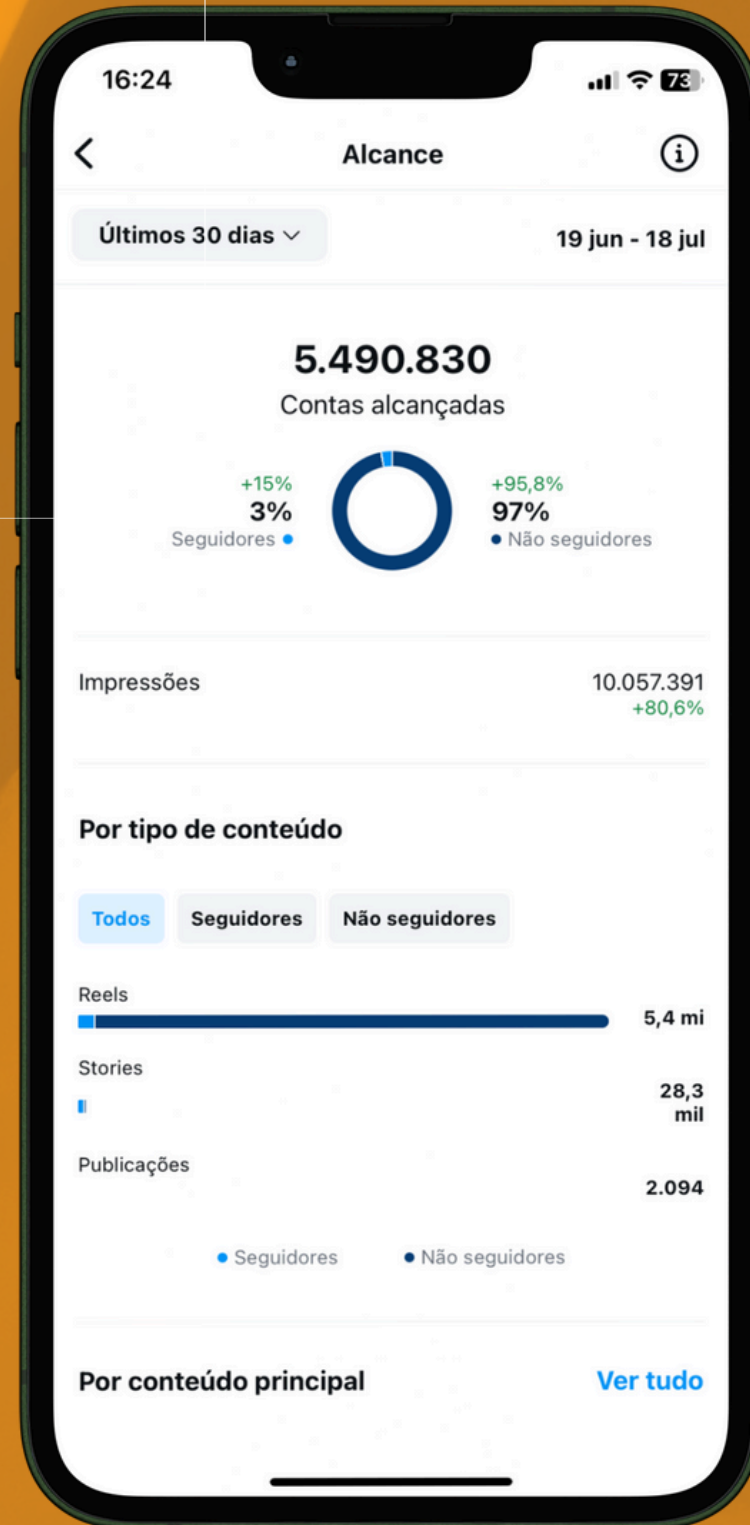 16:24
73
Alcance
Últimos 30 dias
19 jun - 18 jul
5.490.830
Contas alcançadas
+15%
3%
Seguidores
+95,8%
97%
Não seguidores
Impressões
10.057.391
+80,6%
Por tipo de conteúdo
Todos
Seguidores
Não seguidores
Reels
5,4 mi
Stories
28,3
mil
Publicações
2.094
Seguidores
Não seguidores
Por conteúdo principal
Ver tudo